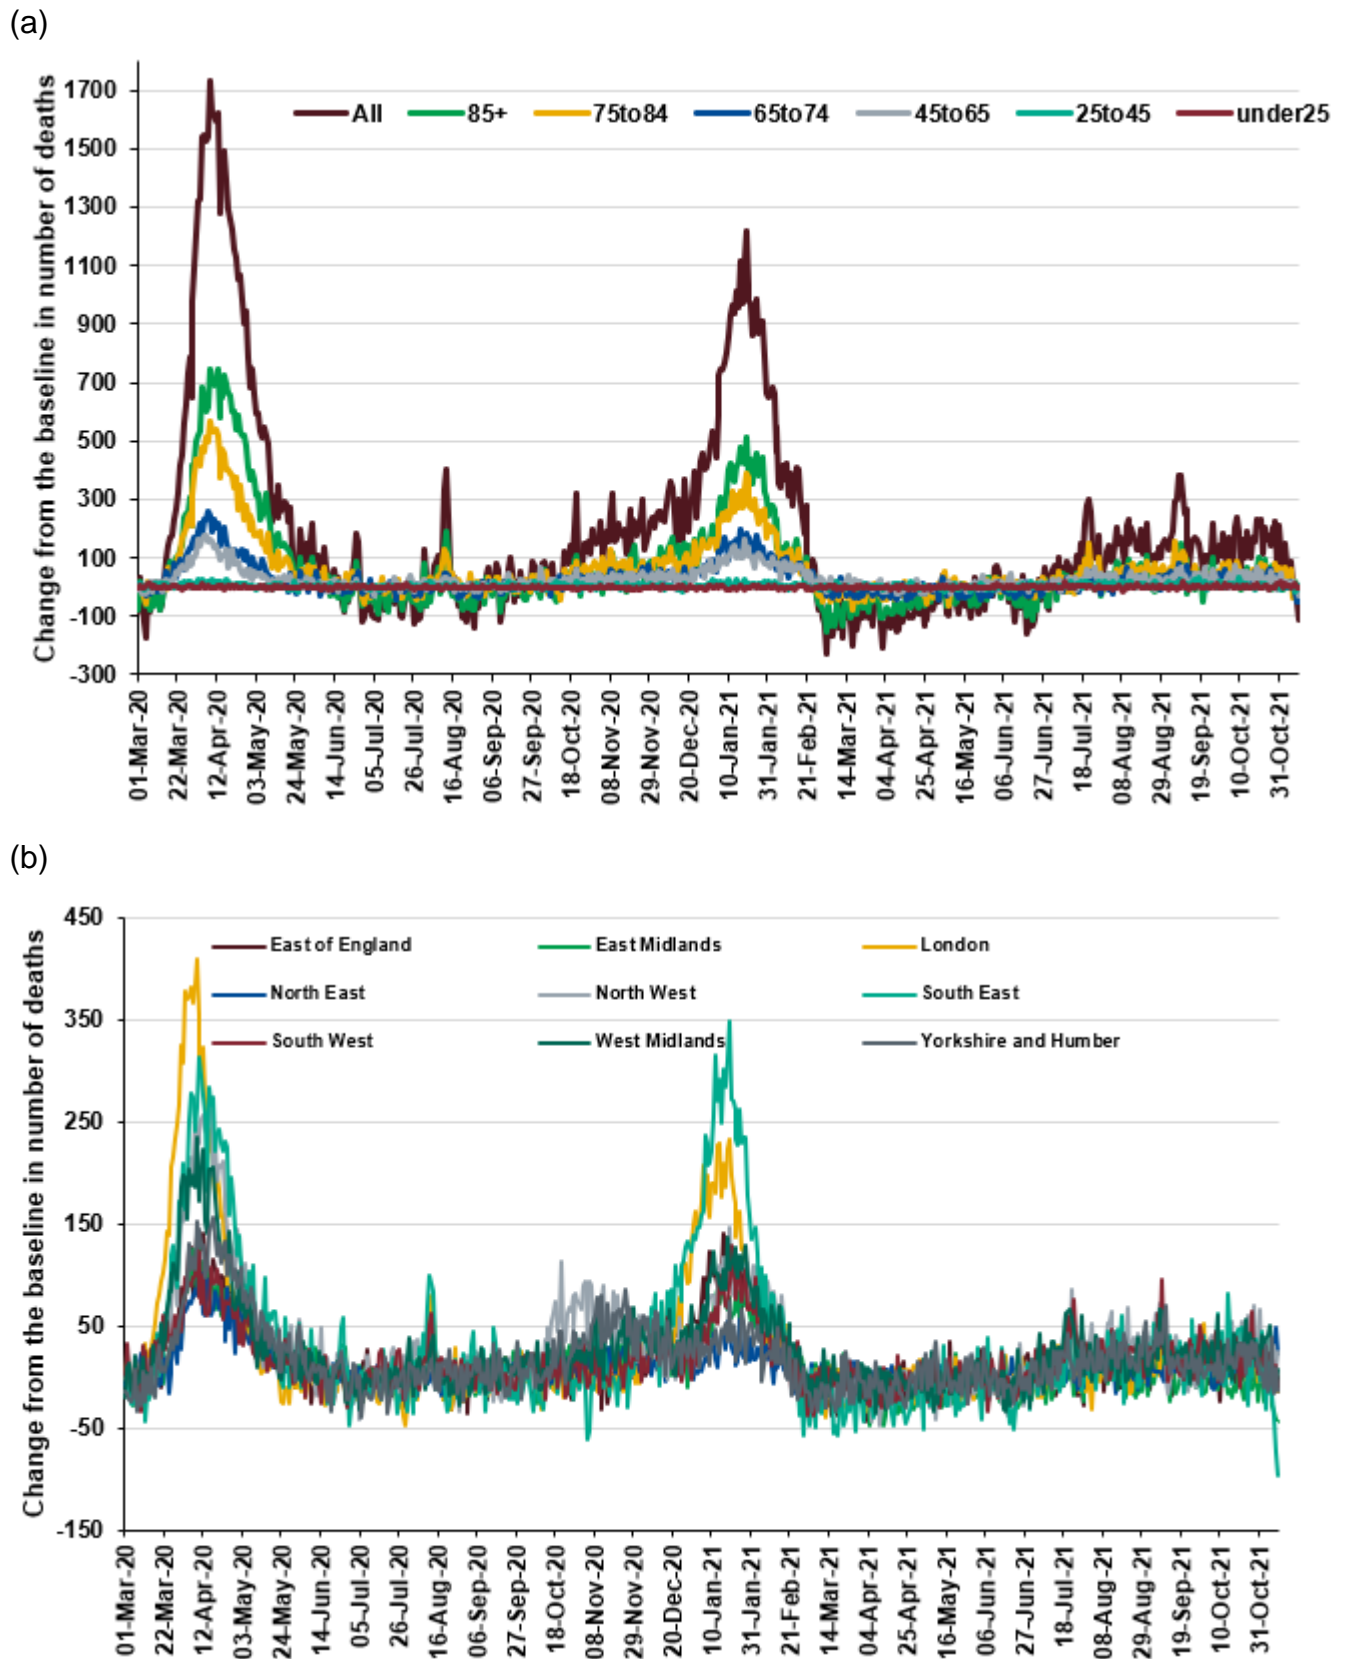 (a)
Change from the baseline in number of deaths
1700
1500
1300
1100
900
700
500
300
100
-100
-300
All 85+ 75to84 65to74 45to65 25to45 under25
01-Mar-20 22-Mar-20 12-Apr-20 03-May-20 24-May-20 14-Jun-20 05-Jul-20 26-Jul-20 16-Aug-20 06-Sep-20 27-Sep-20 18-Oct-20 08-Nov-20 29-Nov-20 20-Dec-20 10-Jan-21 31-Jan-21 21-Feb-21 14-Mar-21 04-Apr-21 25-Apr-21 16-May-21 06-Jun-21 27-Jun-21 18-Jul-21 08-Aug-21 29-Aug-21 19-Sep-21 10-Oct-21 31-Oct-21
(b)
Change from the baseline in number of deaths
450
350
250
150
50
-50
-150
East of England East Midlands London
North East North West South East
South West West Midlands Yorkshire and Humber
01-Mar-20 22-Mar-20 12-Apr-20 03-May-20 24-May-20 14-Jun-20 05-Jul-20 26-Jul-20 16-Aug-20 06-Sep-20 27-Sep-20 18-Oct-20 08-Nov-20 29-Nov-20 20-Dec-20 10-Jan-21 31-Jan-21 21-Feb-21 14-Mar-21 04-Apr-21 25-Apr-21 16-May-21 06-Jun-21 27-Jun-21 18-Jul-21 08-Aug-21 29-Aug-21 19-Sep-21 10-Oct-21 31-Oct-21